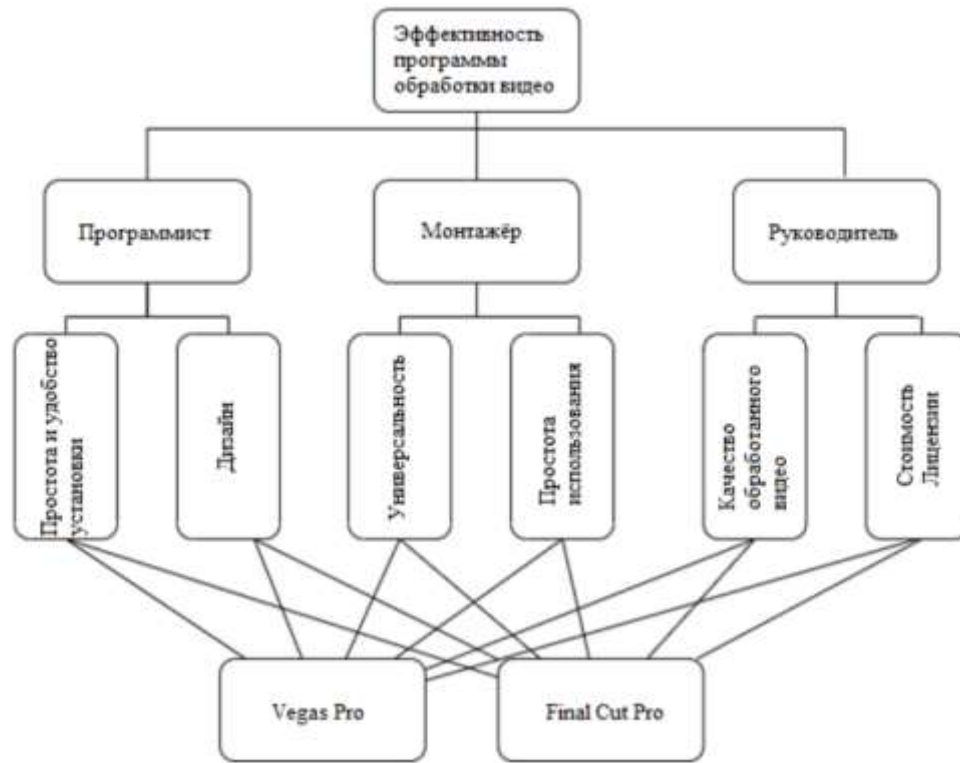 Эффективность
программы
обработки видео
Программист
Монтажёр
Руководитель
Простота и удобство
установки
Дизайн
Универсальность
Простота
использования
Качество
обработанного
видео
Стоимость
Лицензии
Vegas Pro
Final Cut Pro